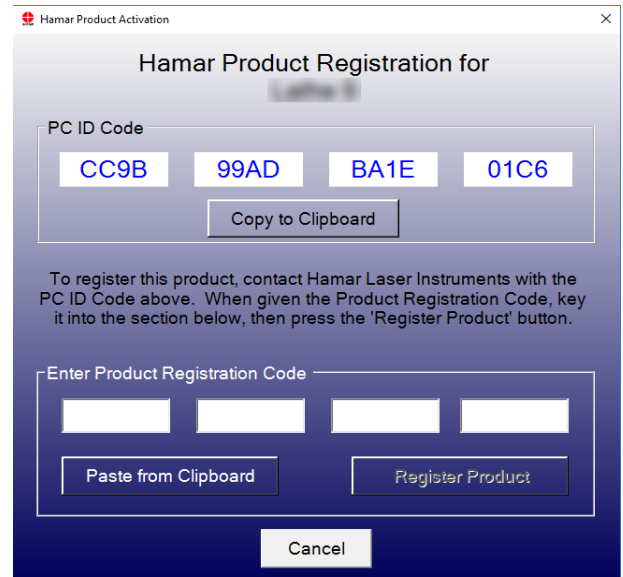 Hamar Product Activation
Hamar Product Registration for
PC ID Code
CC9B 99AD BA1E 01C6
Copy to Clipboard
To register this product, contact Hamar Laser Instruments with the
PC ID Code above. When given the Product Registration Code, key
it into the section below, then press the 'Register Product' button.
Enter Product Registration Code
Paste from Clipboard Register Product
Cancel